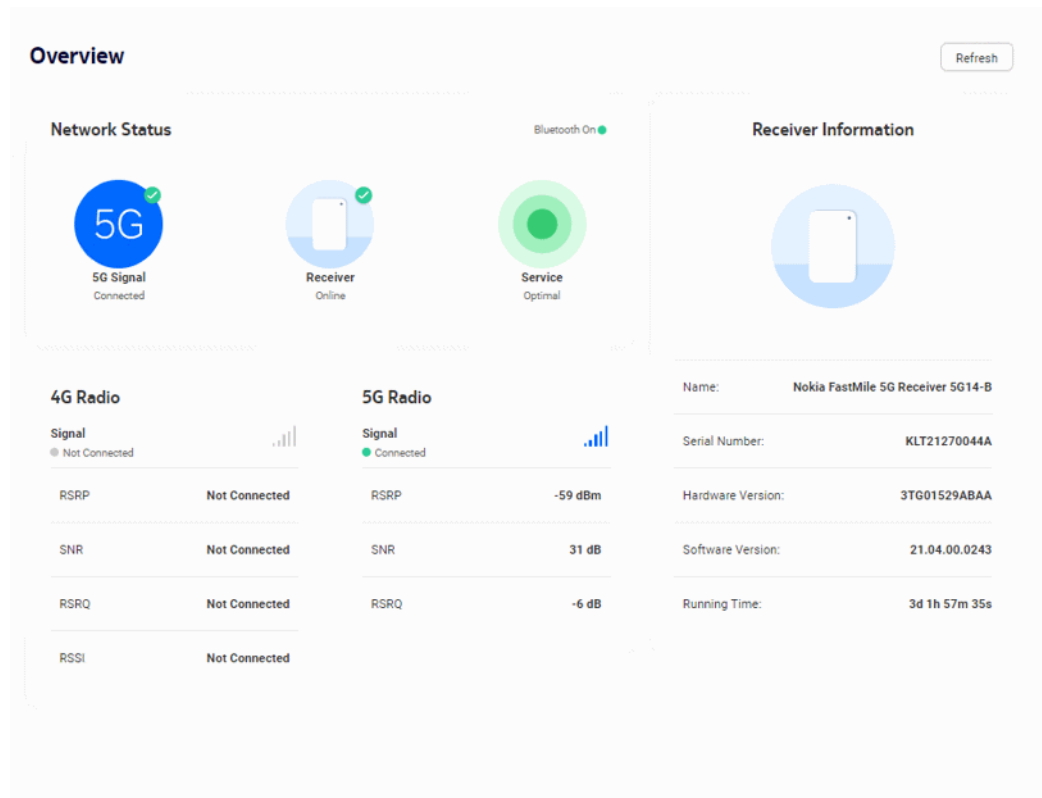 Overview
Refresh
Network Status
Bluetooth On
5G
5G Signal
Connected
Receiver
Online
Service
Optimal
4G Radio
Signal
Not Connected
RSRP Not Connected
SNR Not Connected
RSRQ Not Connected
RSSI Not Connected
5G Radio
Signal
Connected
RSRP -59 dBm
SNR 31 dB
RSRQ -6 dB
Receiver Information
Name: Nokia FastMile 5G Receiver 5G14-B
Serial Number: KLT21270044A
Hardware Version: 3TG01529ABAA
Software Version: 21.04.00.0243
Running Time: 3d 1h 57m 35s